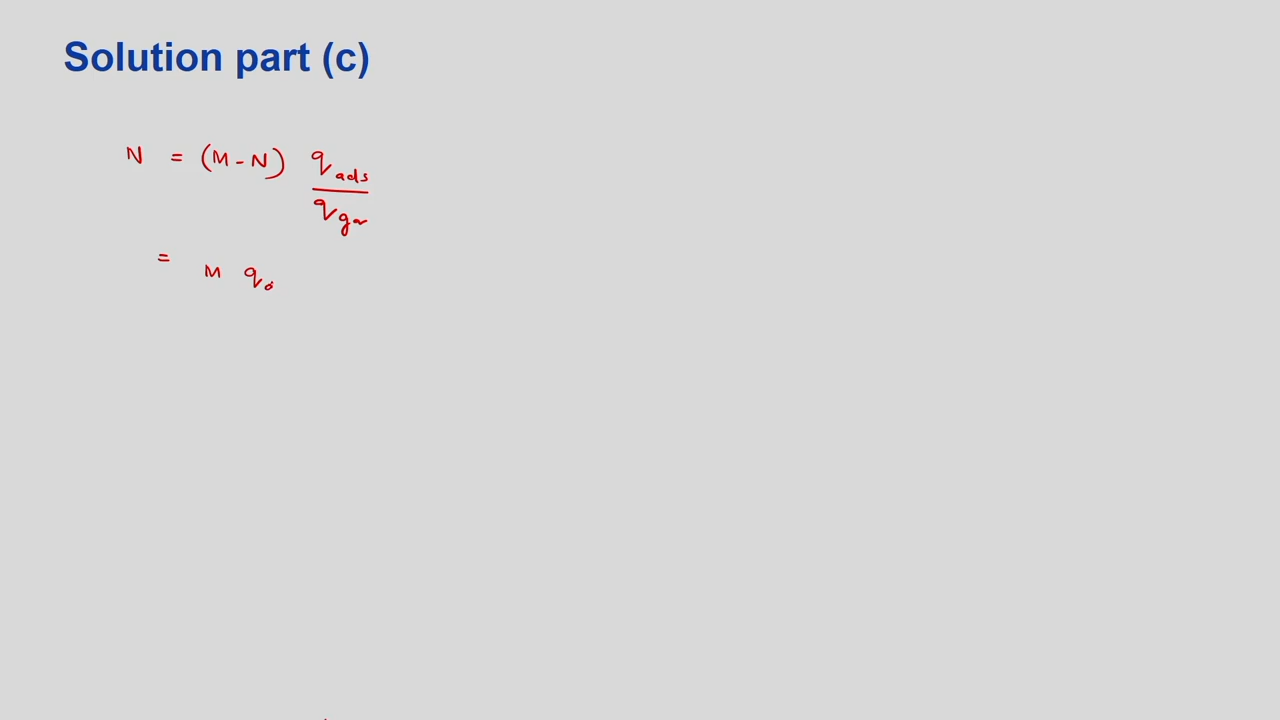 Solution part (c)
N = (M - N) q_ads / q_gas
= M q